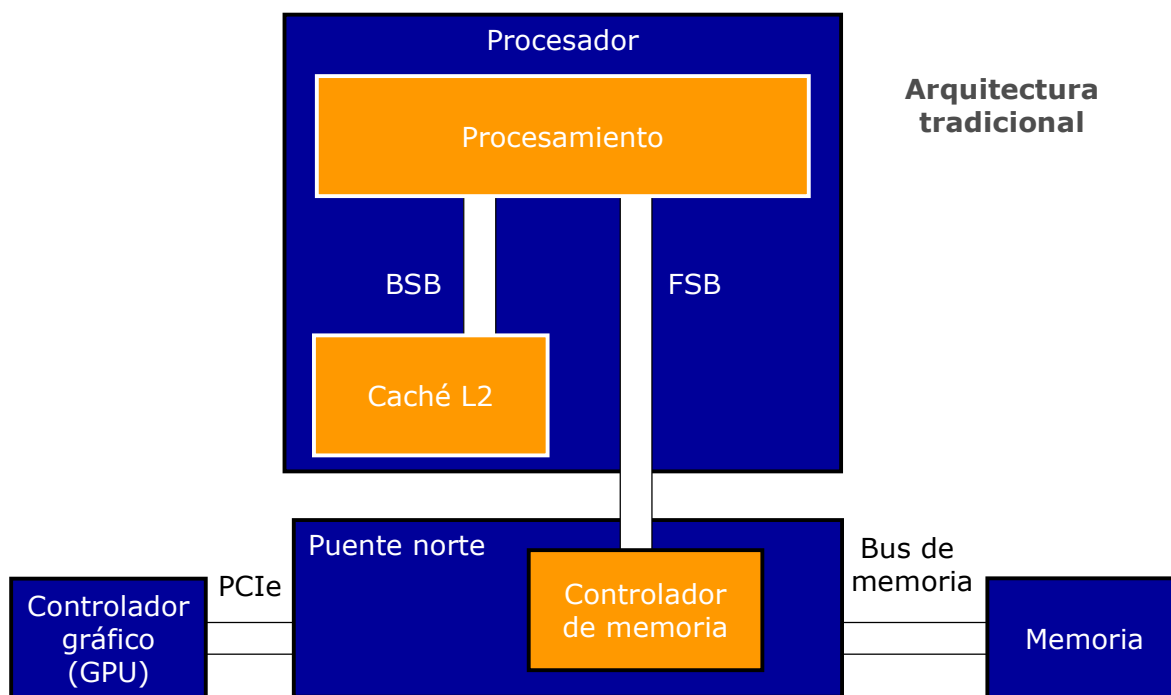 Procesador
Arquitectura
tradicional
Procesamiento
BSB
FSB
Caché L2
Puente norte
Bus de
memoria
PCIe
Controlador
gráfico
(GPU)
Controlador
de memoria
Memoria